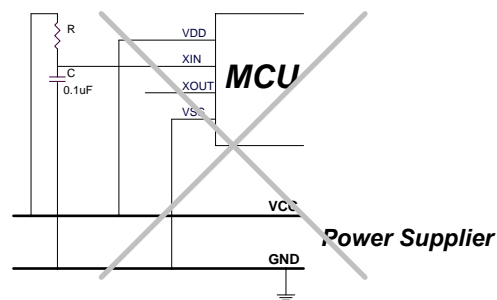 R
VDD
XIN
C
MCU
0.1uF
XOUT
VSS
VCC
Power Supplier
GND